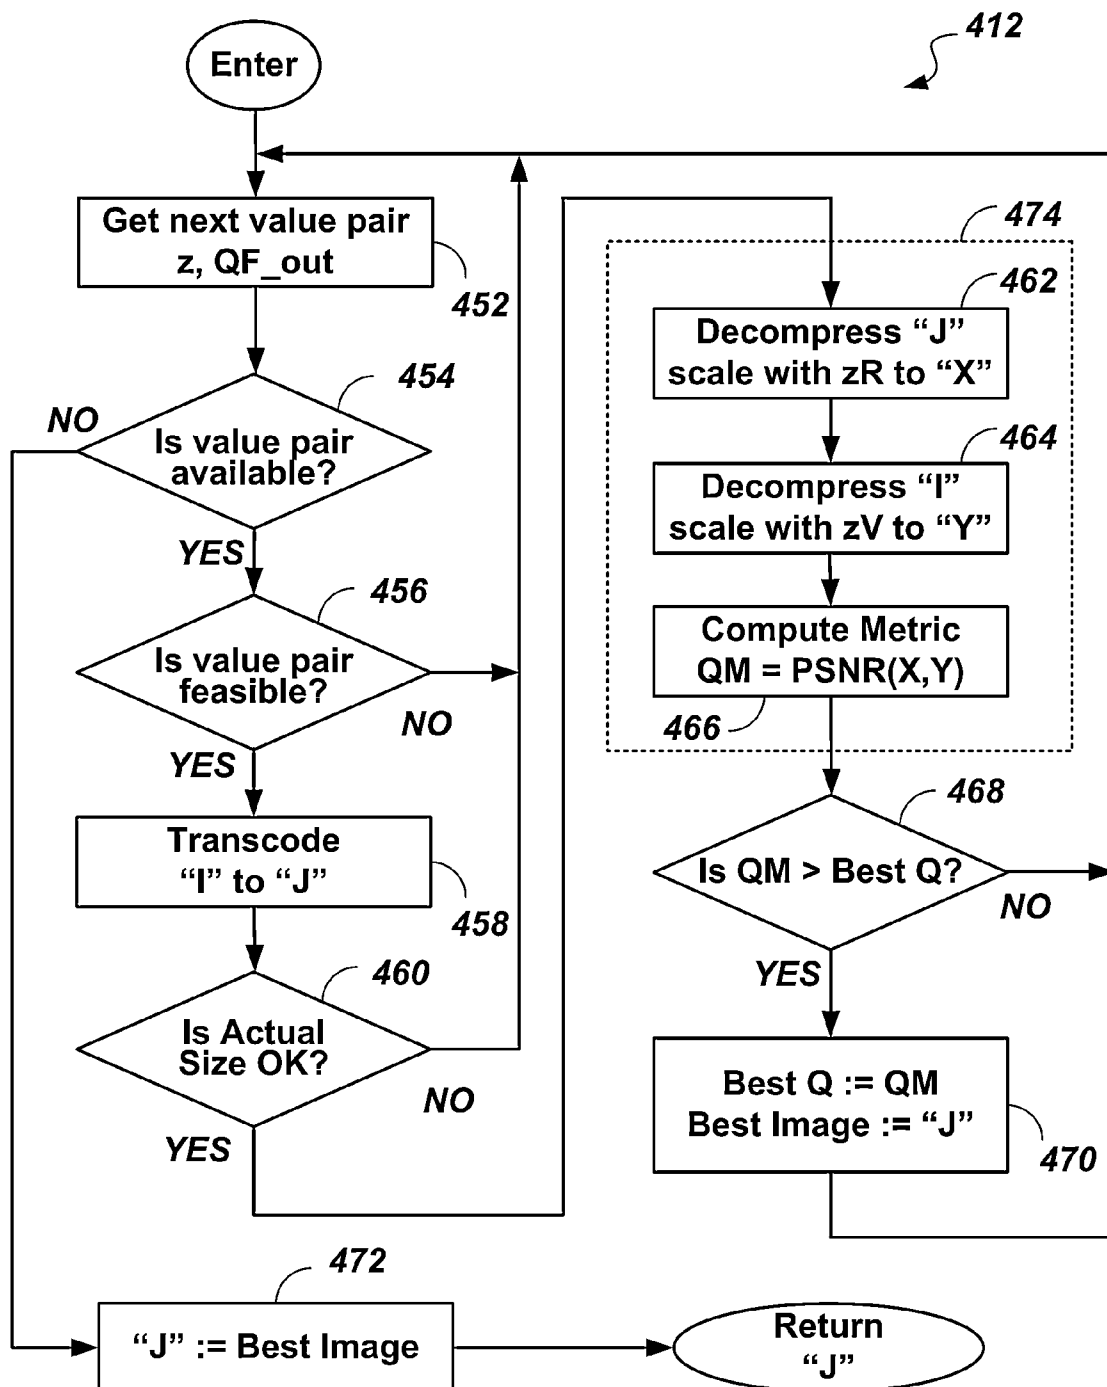 412
Enter
Get next value pair
z, QF_out
452
454
NO
Is value pair
available?
YES
456
Is value pair
feasible?
NO
YES
Transcode
“I” to “J”
458
460
Is Actual
Size OK?
NO
YES
474
462
Decompress “J”
scale with zR to “X”
464
Decompress “I”
scale with zV to “Y”
Compute Metric
QM = PSNR(X,Y)
466
468
Is QM > Best Q?
NO
YES
Best Q := QM
Best Image := “J”
470
472
“J” := Best Image
Return
“J”